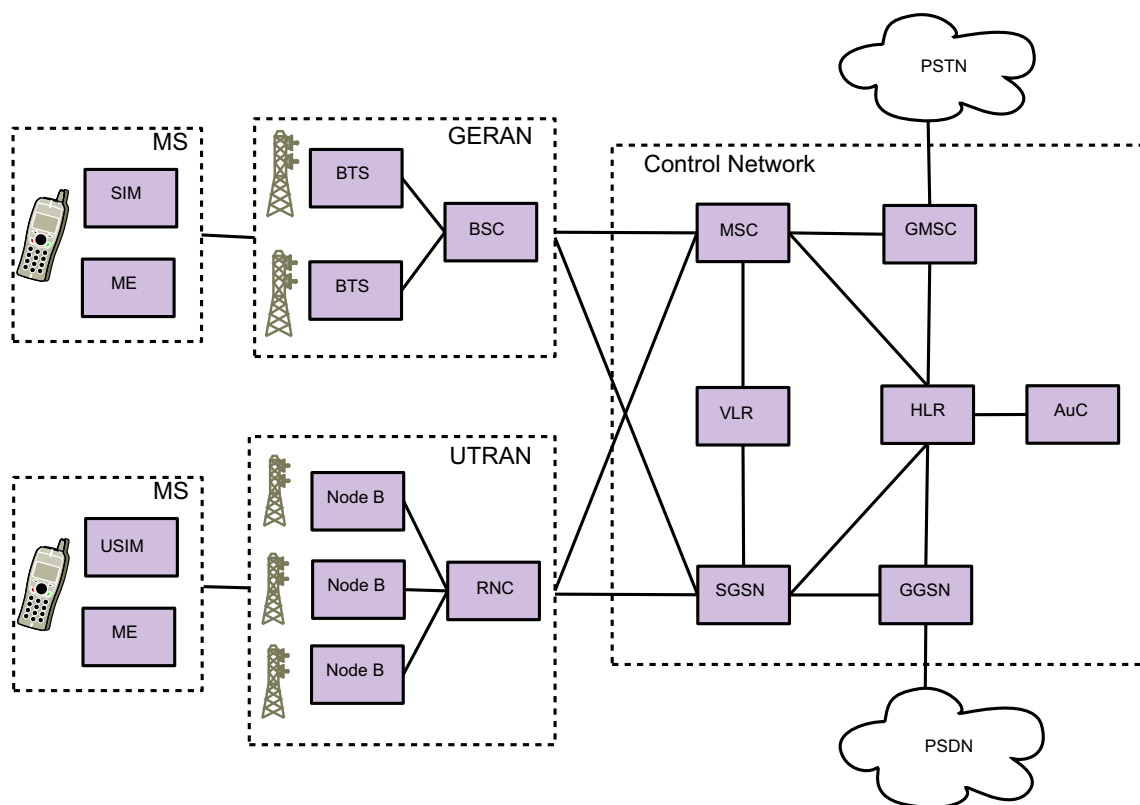 PSTN
MS
SIM
ME
GERAN
BTS
BTS
BSC
Control Network
MSC
GMSC
VLR
HLR
AuC
MS
USIM
ME
UTRAN
Node B
Node B
Node B
RNC
SGSN
GGSN
PSDN